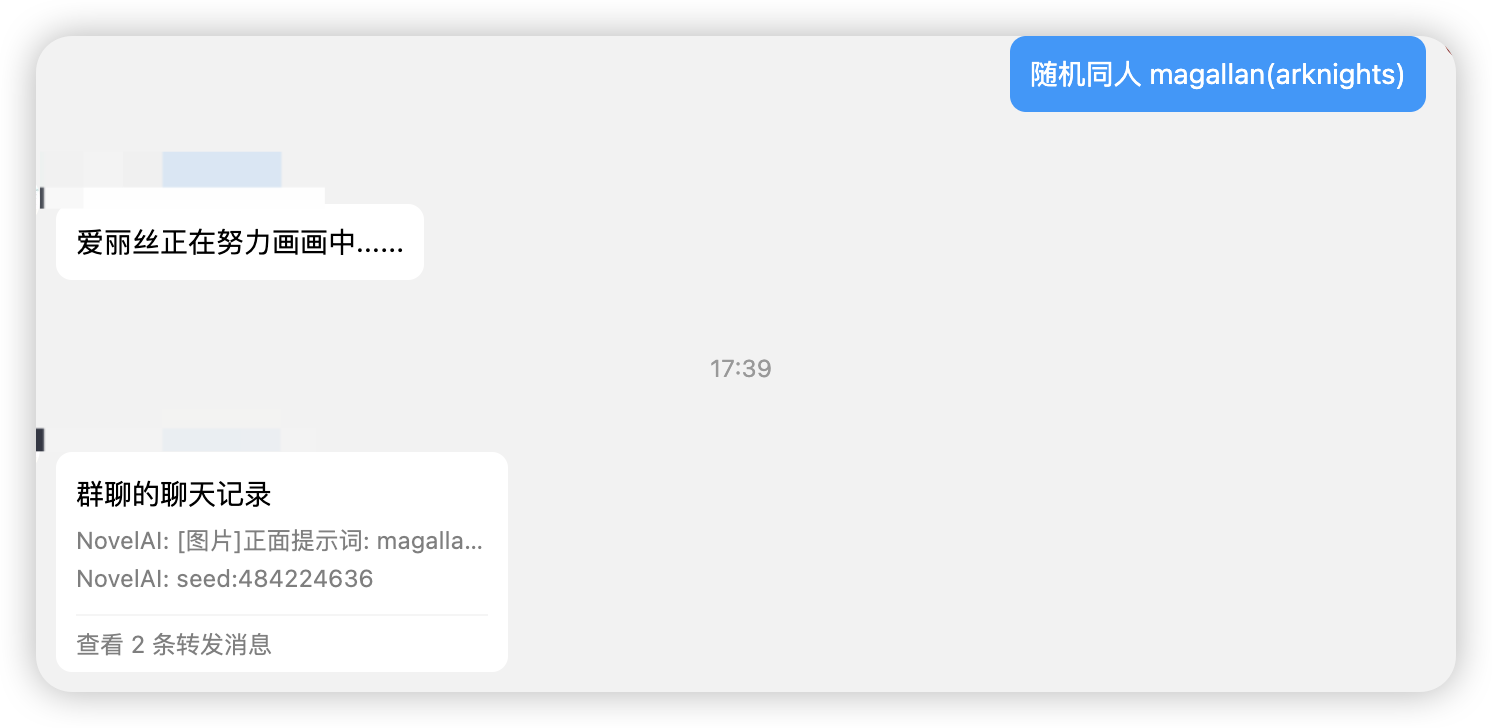 随机同人 magallan(arknights)
爱丽丝正在努力画画中......
17:39
群聊的聊天记录
NovelAI: [图片]正面提示词: magalla...
NovelAI: seed:484224636
查看 2 条转发消息